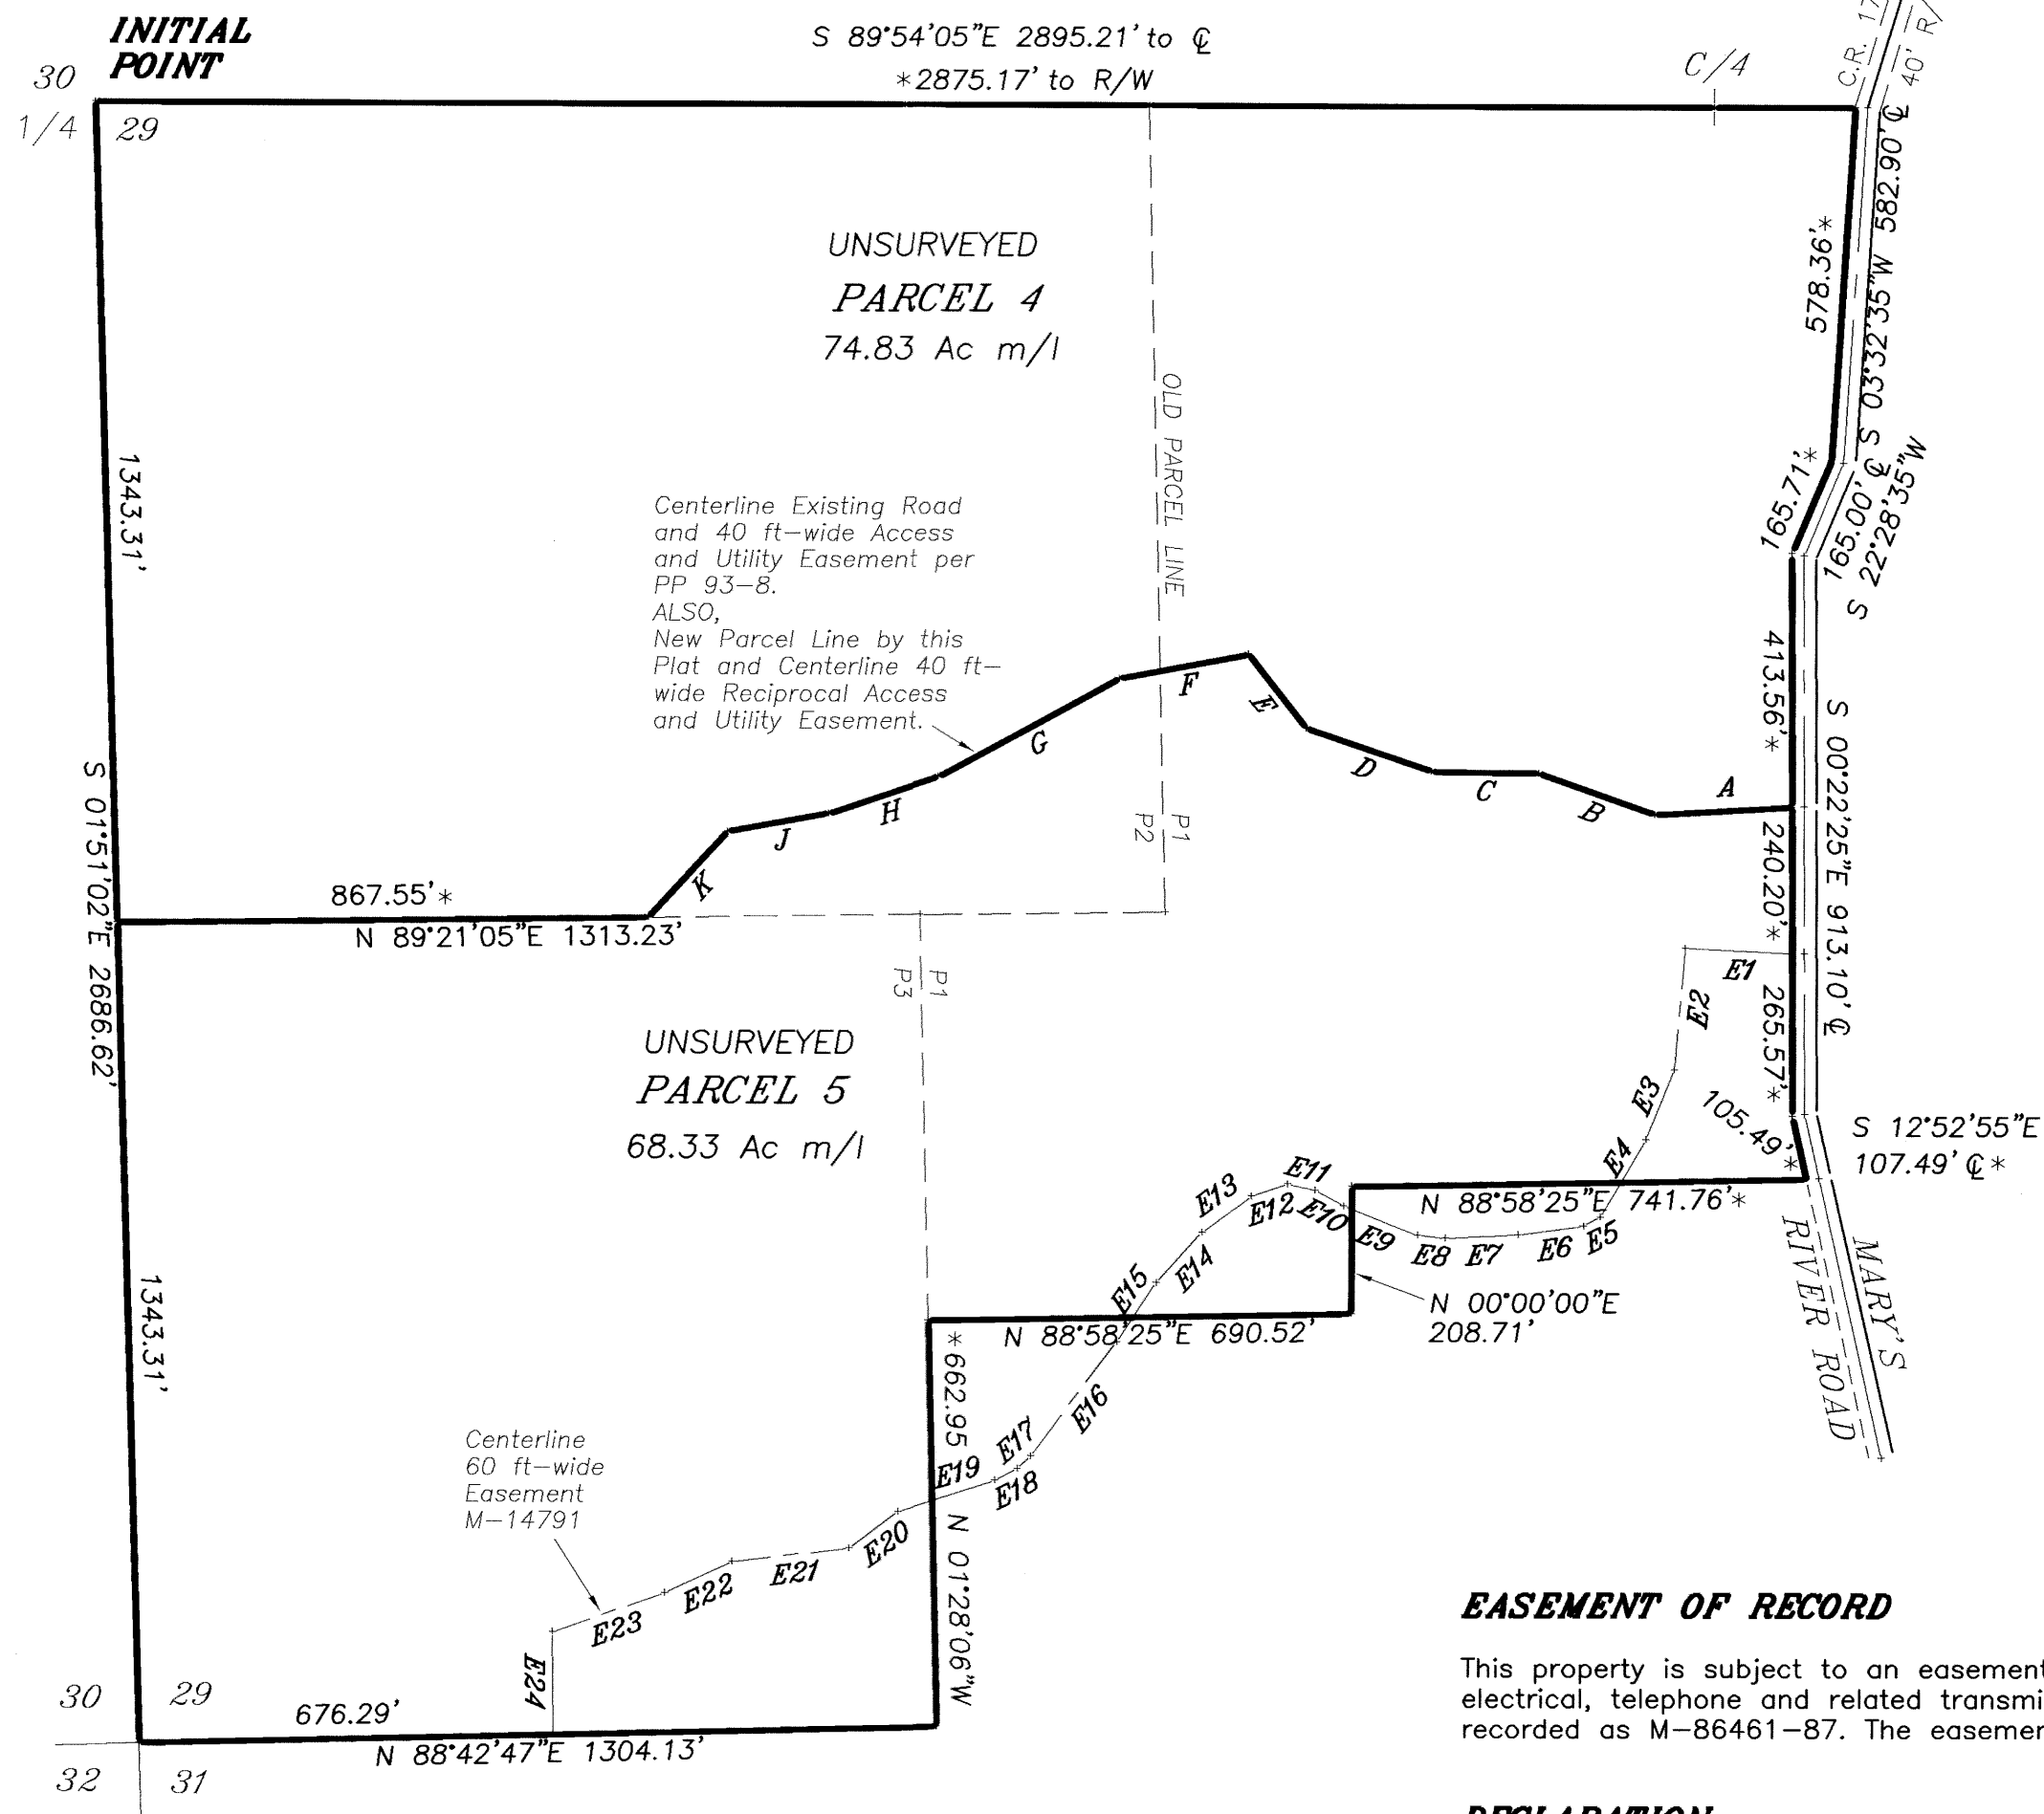 INITIAL
POINT
30
1/4
29
S 89°54'05"E 2895.21' to ℄
*2875.17' to R/W
C/4
C.R. 17
40' R/
UNSURVEYED
PARCEL 4
74.83 Ac m/l
OLD PARCEL LINE
578.36'*
S 03°32'35"W 582.90' ℄
165.71'*
165.00' ℄
S 22°28'35"W
1343.31'
Centerline Existing Road
and 40 ft-wide Access
and Utility Easement per
PP 93-8.
ALSO,
New Parcel Line by this
Plat and Centerline 40 ft-
wide Reciprocal Access
and Utility Easement.
413.56'*
S 00°22'25"E 913.10' ℄
A
B
C
D
E
F
G
H
J
K
P1
P2
S 01°51'02"E 2686.62'
867.55'*
N 89°21'05"E 1313.23'
240.20'*
P1
P3
E1
E2
265.57'*
UNSURVEYED
PARCEL 5
68.33 Ac m/l
E3
E4
105.49'*
S 12°52'55"E
107.49' ℄*
N 88°58'25"E 741.76'*
E5
E6
E7
E8
E9
E10
E11
E12
E13
E14
E15
N 00°00'00"E
208.71'
MARY'S
RIVER ROAD
N 88°58'25"E 690.52'
1343.31'
*662.95 N 01°28'06"W
E16
E17
E18
E19
E20
E21
E22
E23
E24
Centerline
60 ft-wide
Easement
M-14791
30
29
676.29'
N 88°42'47"E 1304.13'
32
31
EASEMENT OF RECORD
This property is subject to an easement
electrical, telephone and related transmi
recorded as M-86461-87. The easemen
DECLARATION